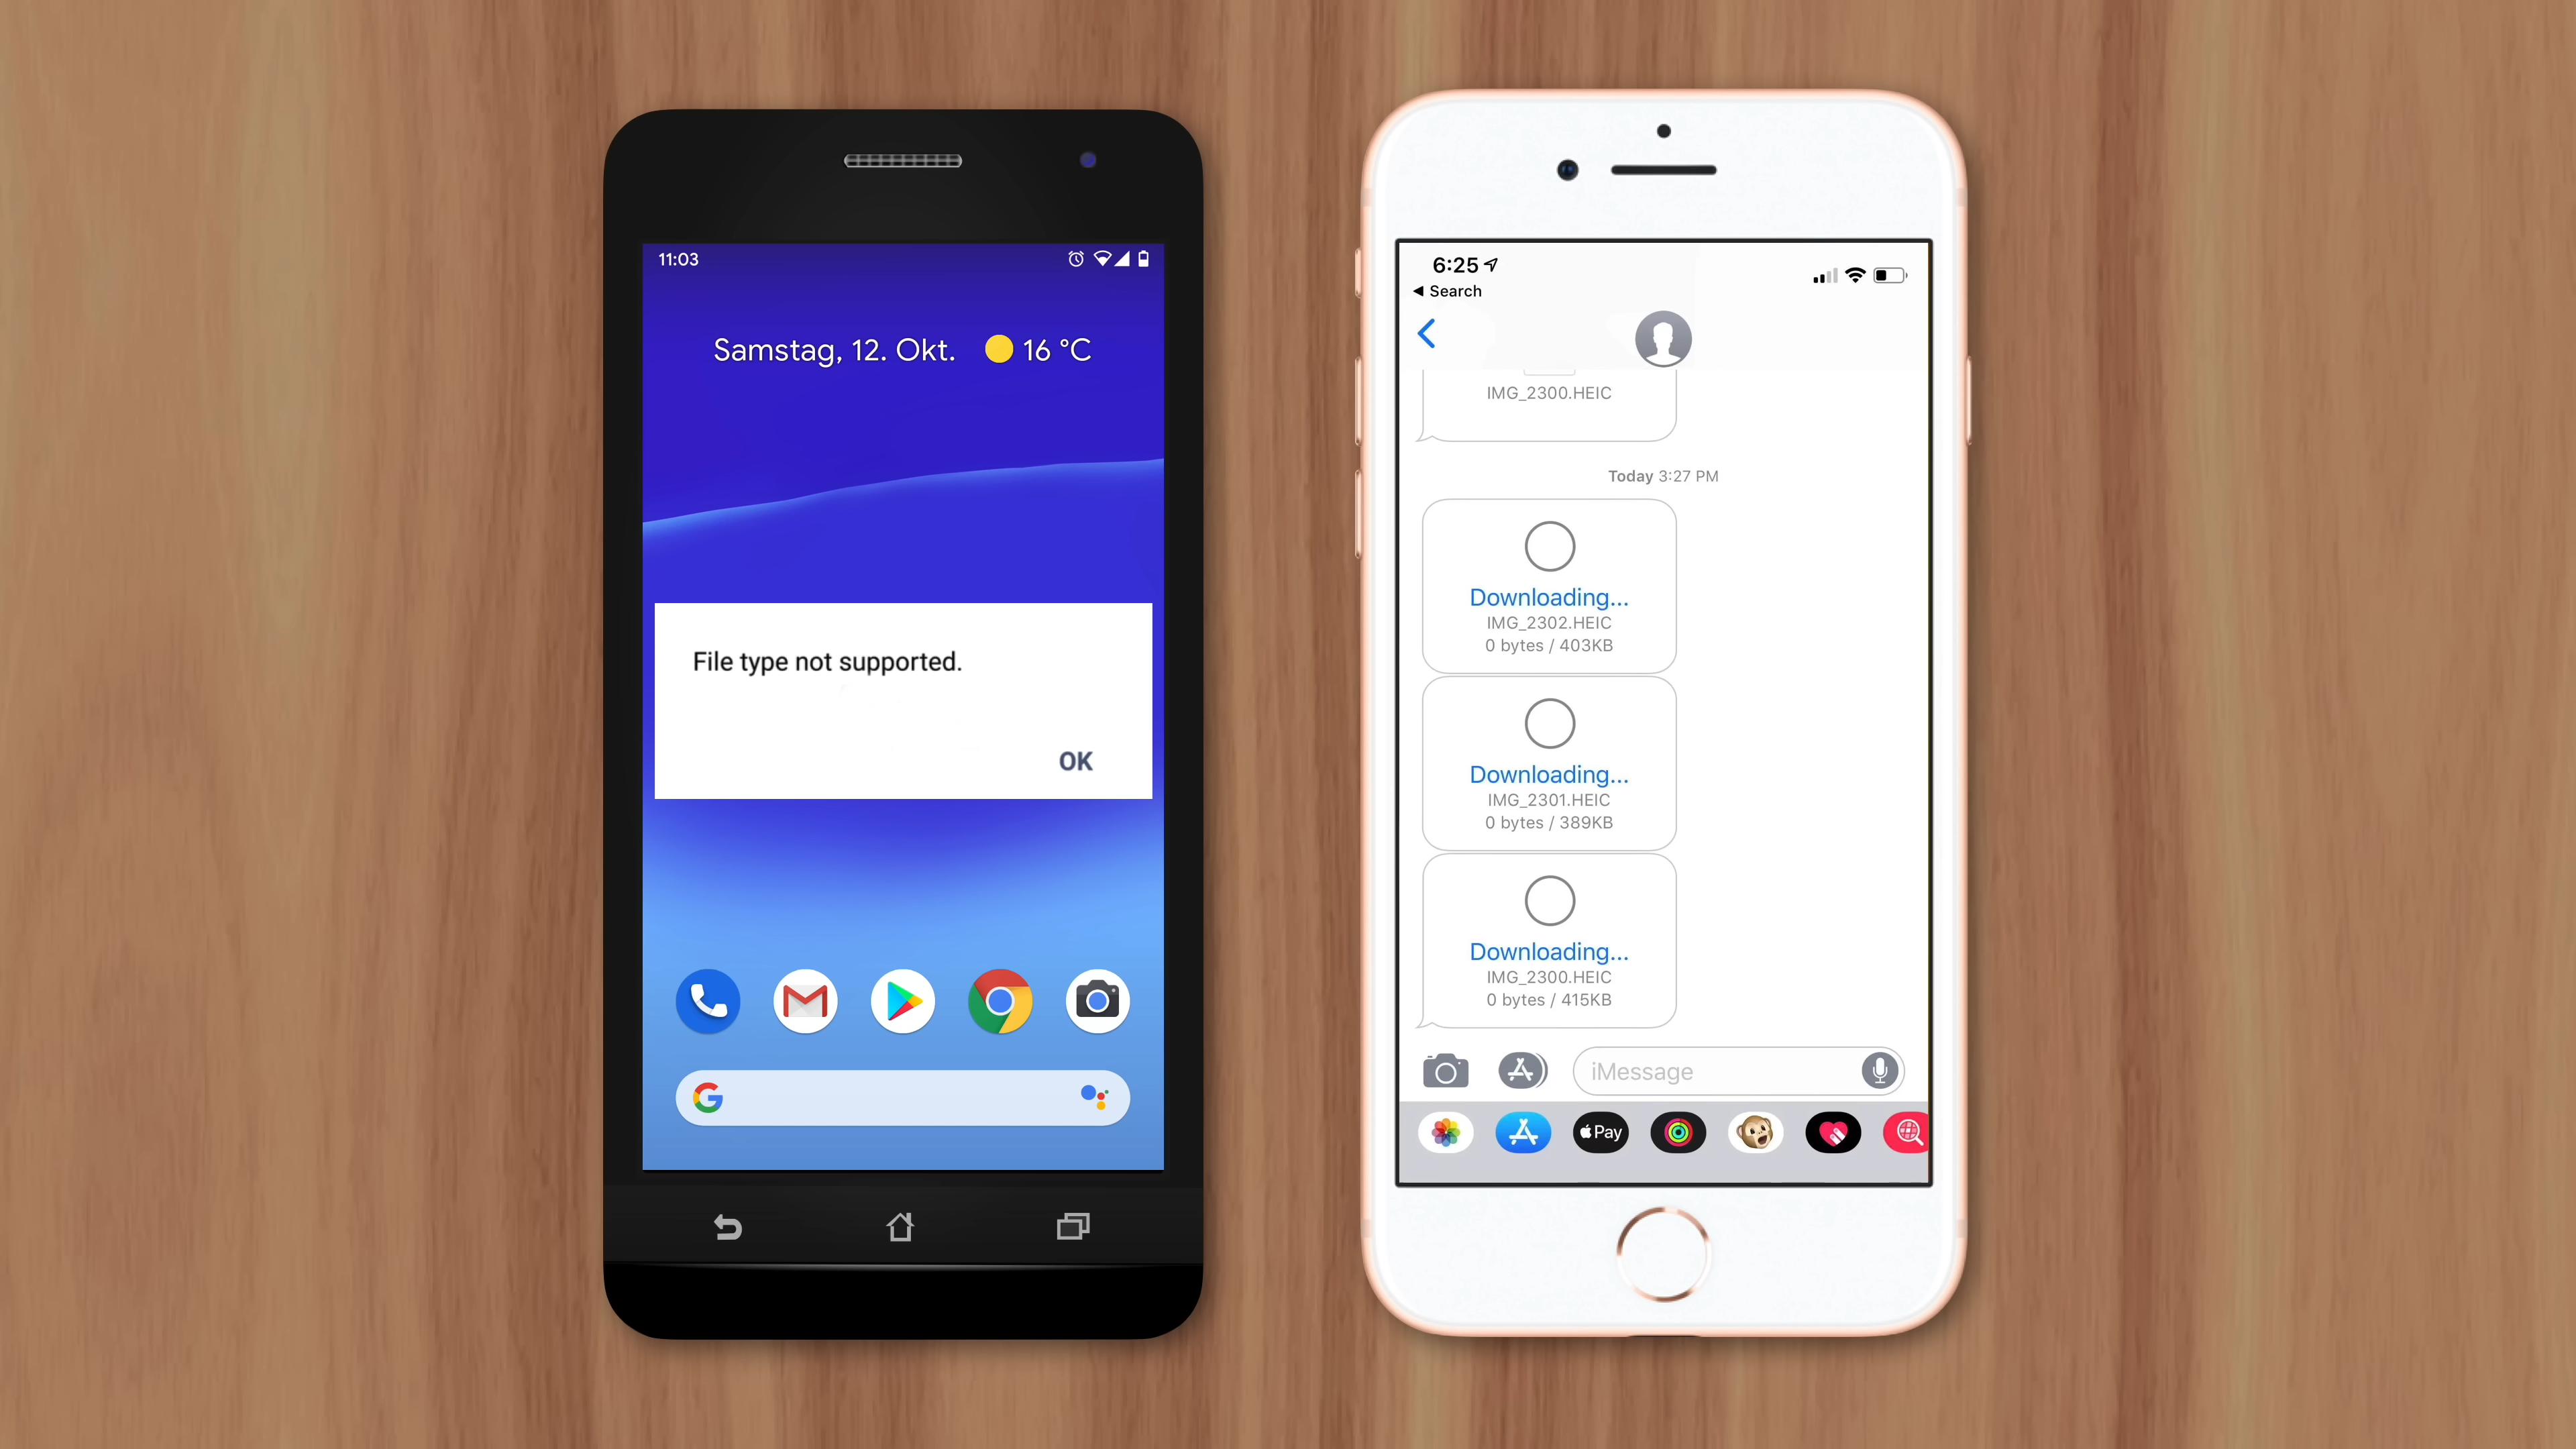 11:03
Samstag, 12. Okt. 16 °C
File type not supported.
OK
6:25
Search
IMG_2300.HEIC
Today 3:27 PM
Downloading...
IMG_2302.HEIC
0 bytes / 403KB
Downloading...
IMG_2301.HEIC
0 bytes / 389KB
Downloading...
IMG_2300.HEIC
0 bytes / 415KB
iMessage
Pay